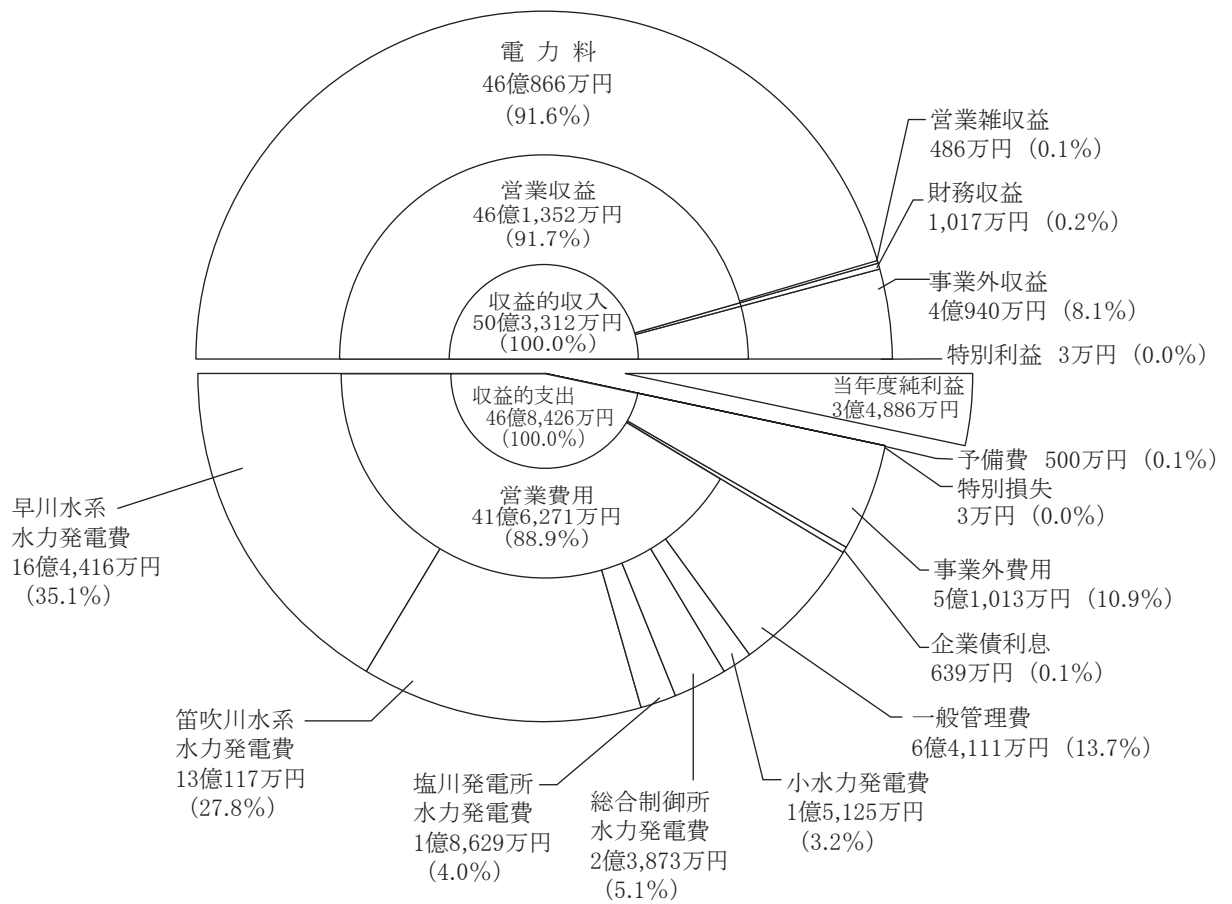 電力料
46億866万円
(91.6%)
営業雑収益
486万円 (0.1%)
財務収益
1,017万円 (0.2%)
営業収益
46億1,352万円
(91.7%)
事業外収益
4億940万円 (8.1%)
収益的収入
50億3,312万円
(100.0%)
特別利益 3万円 (0.0%)
当年度純利益
3億4,886万円
収益的支出
46億8,426万円
(100.0%)
予備費 500万円 (0.1%)
特別損失
3万円 (0.0%)
営業費用
41億6,271万円
(88.9%)
早川水系
水力発電費
16億4,416万円
(35.1%)
事業外費用
5億1,013万円 (10.9%)
企業債利息
639万円 (0.1%)
一般管理費
6億4,111万円 (13.7%)
笛吹川水系
水力発電費
13億117万円
(27.8%)
塩川発電所
水力発電費
1億8,629万円
(4.0%)
総合制御所
水力発電費
2億3,873万円
(5.1%)
小水力発電費
1億5,125万円
(3.2%)